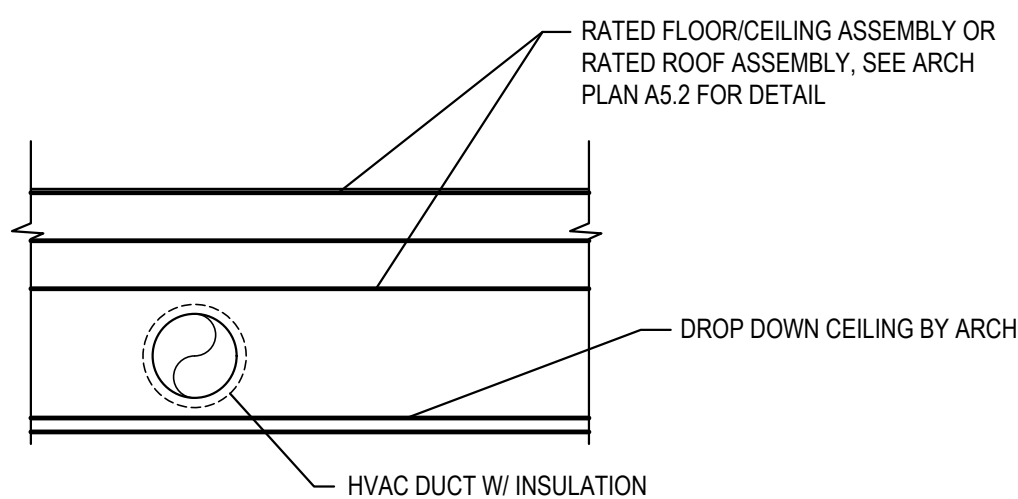 RATED FLOOR/CEILING ASSEMBLY OR
RATED ROOF ASSEMBLY, SEE ARCH
PLAN A5.2 FOR DETAIL
DROP DOWN CEILING BY ARCH
HVAC DUCT W/ INSULATION